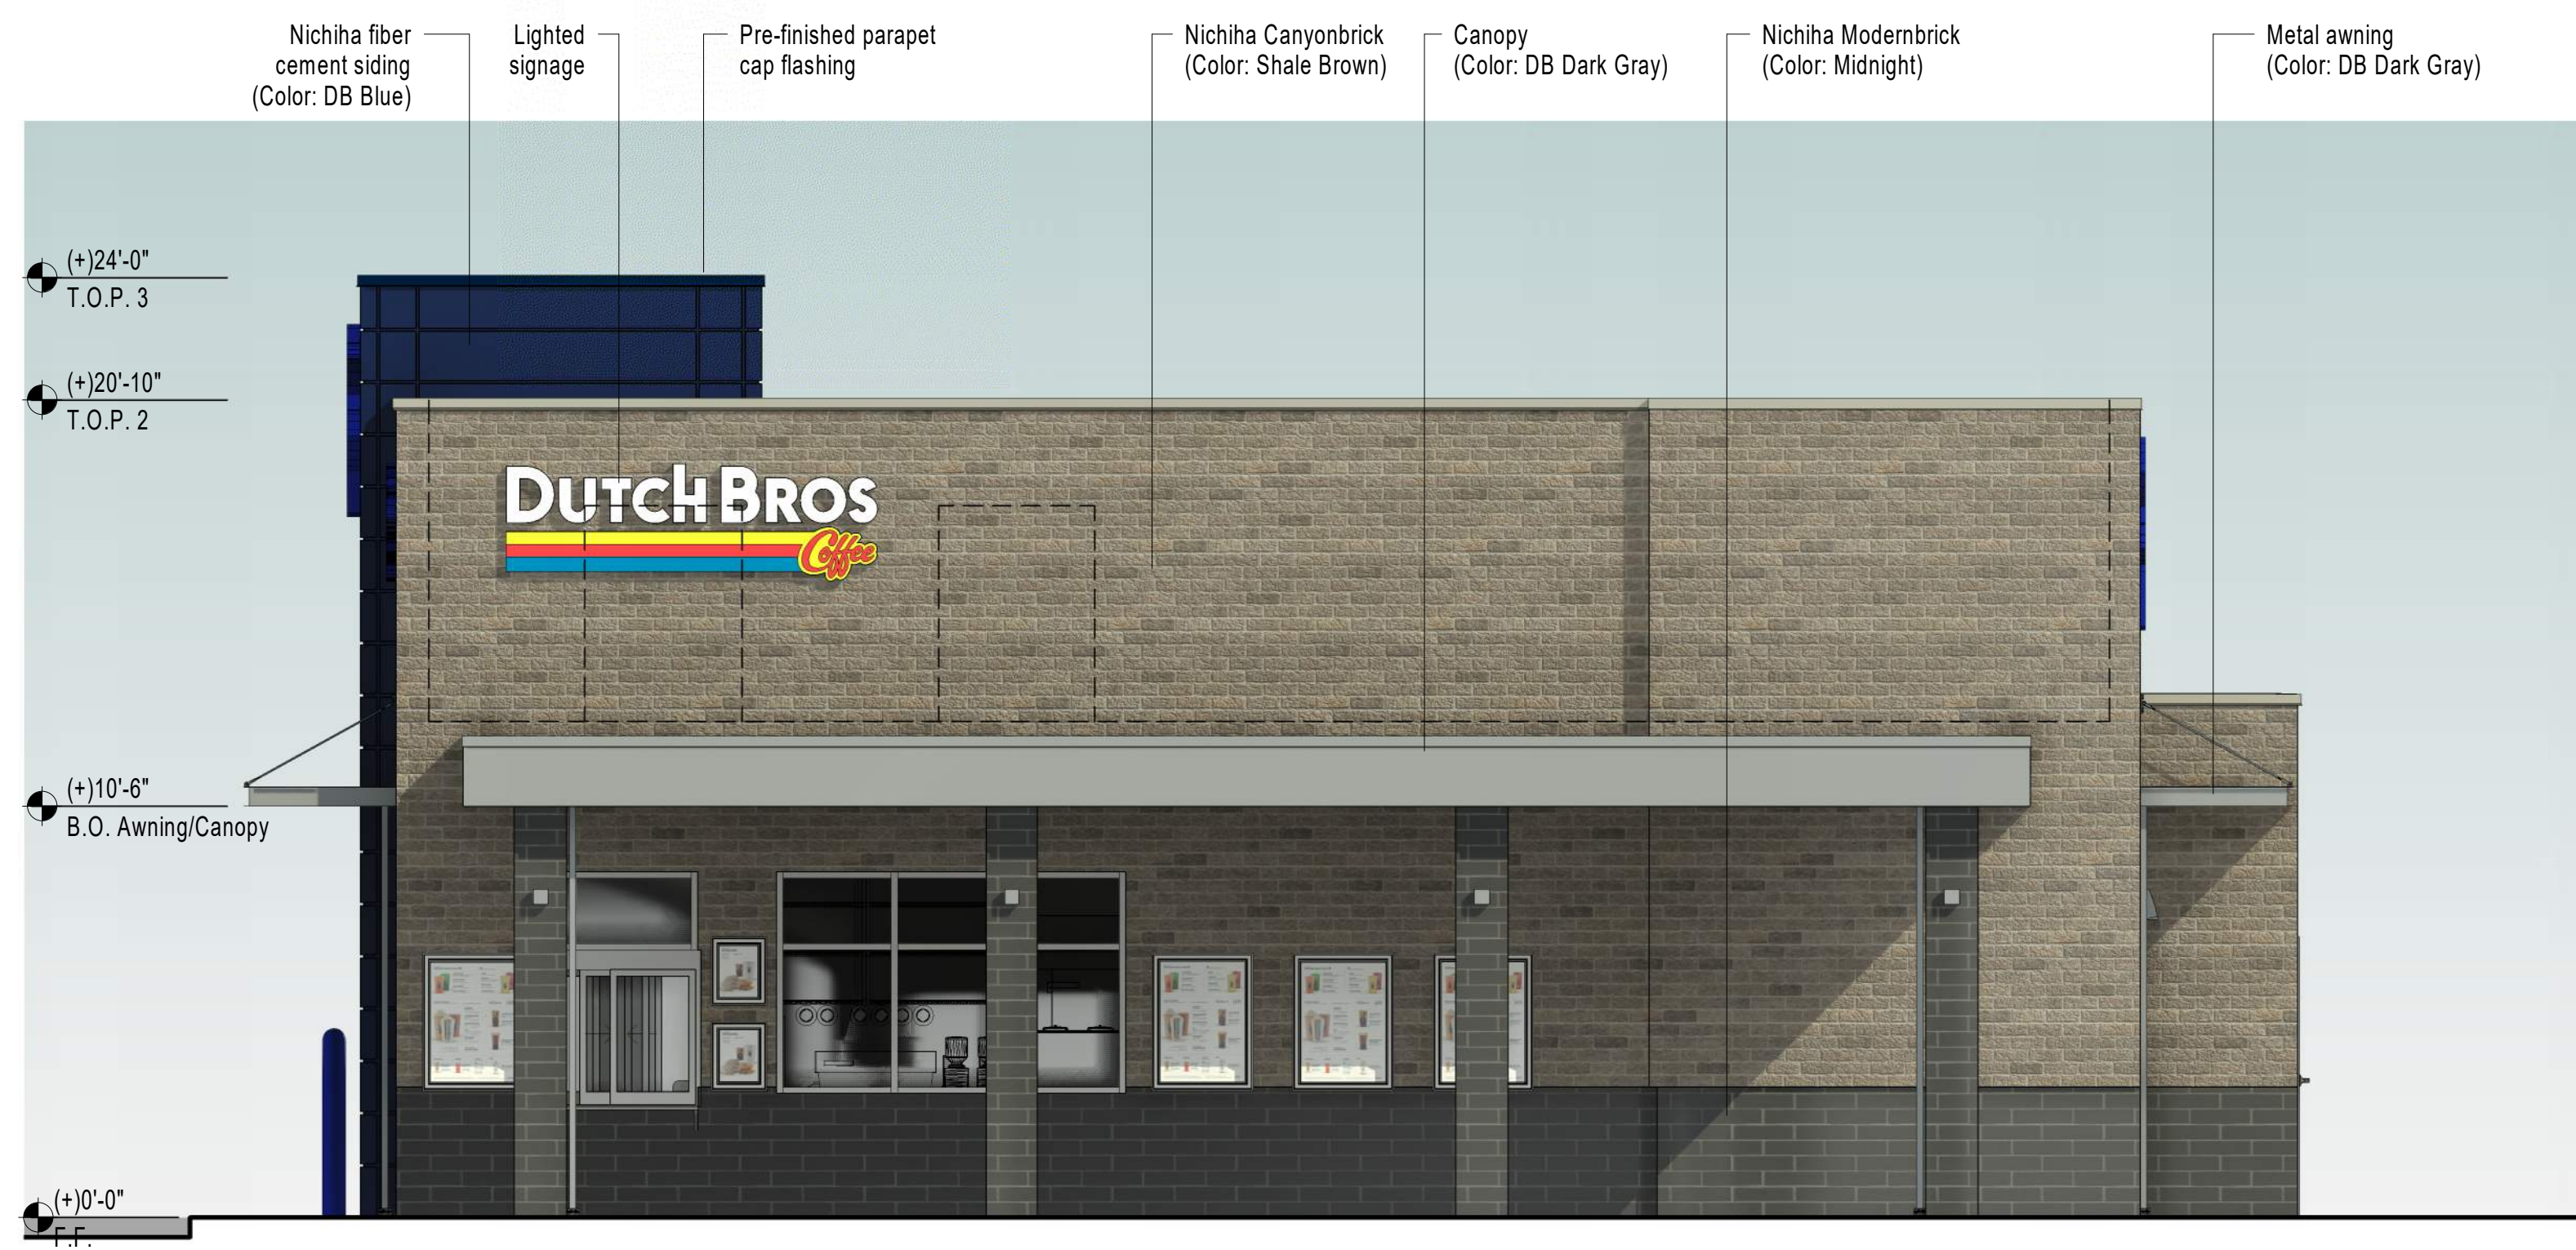 Nichiha fiber
cement siding
(Color: DB Blue)
Lighted
signage
Pre-finished parapet
cap flashing
Nichiha Canyonbrick
(Color: Shale Brown)
Canopy
(Color: DB Dark Gray)
Nichiha Modernbrick
(Color: Midnight)
Metal awning
(Color: DB Dark Gray)
(+)24'-0"
T.O.P. 3
(+)20'-10"
T.O.P. 2
DUTCH BROS
Coffee
(+)10'-6"
B.O. Awning/Canopy
(+)0'-0"
F.F.